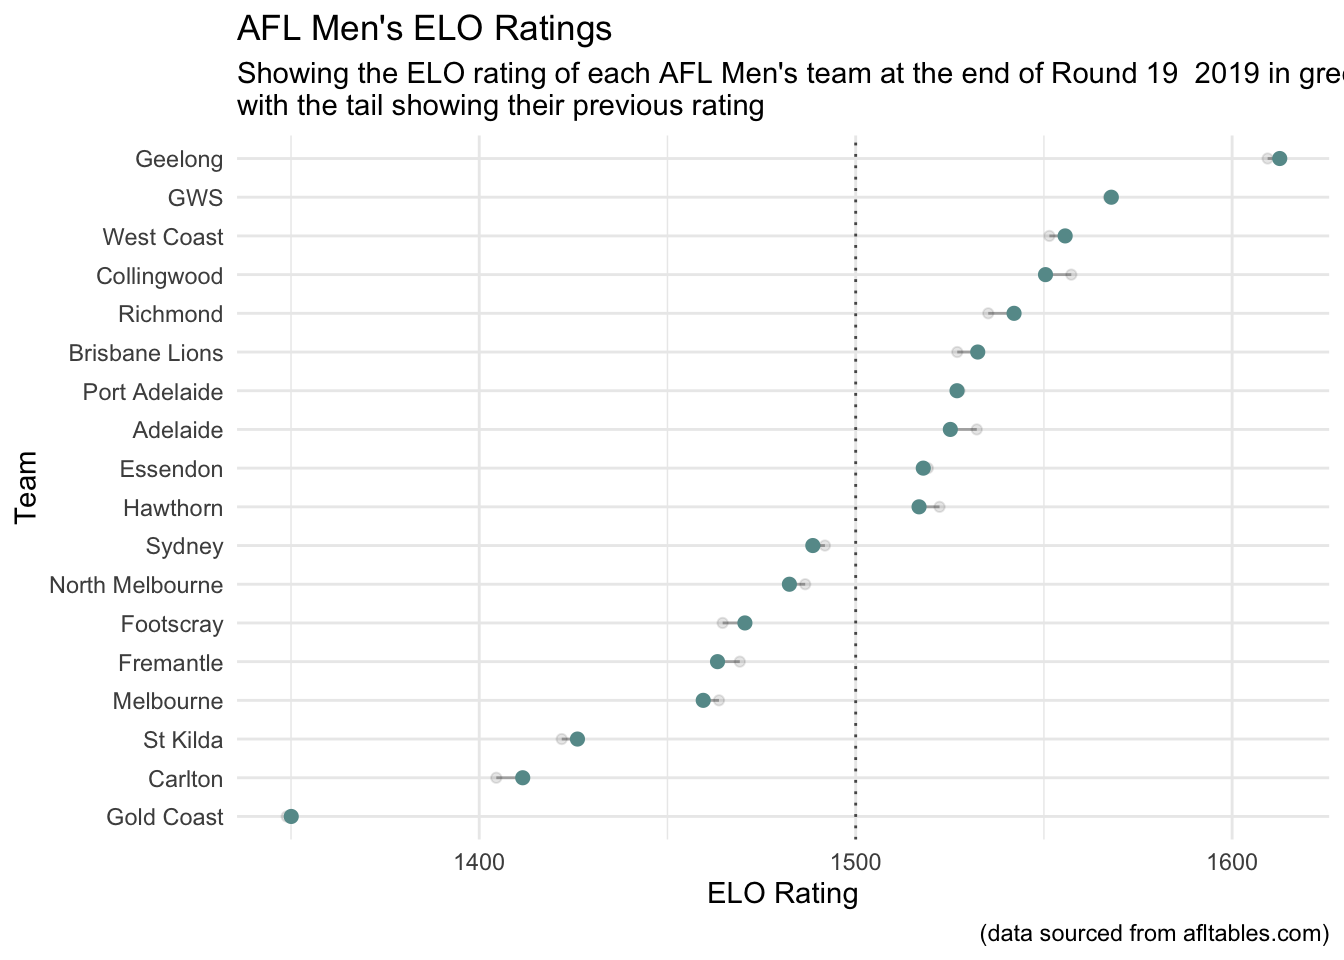 AFL Men's ELO Ratings
Showing the ELO rating of each AFL Men's team at the end of Round 19  2019 in
with the tail showing their previous rating
Geelong
GWS
West Coast
Collingwood
Richmond
Brisbane Lions
Port Adelaide
Adelaide
Essendon
Hawthorn
Sydney
North Melbourne
Footscray
Fremantle
Melbourne
St Kilda
Carlton
Gold Coast
Team
1400 1500 1600
ELO Rating
(data sourced from afltables.com)